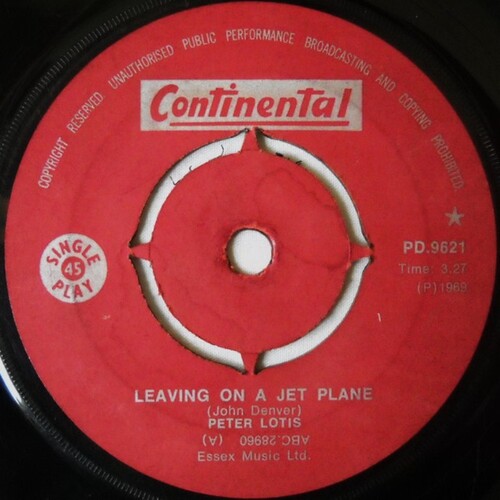 COPYRIGHT RESERVED UNAUTHORISED PUBLIC PERFORMANCE BROADCASTING AND COPYING PROHIBITED.
Continental
SINGLE
45
PLAY
PD.9621
Time: 3.27
(P) 1969
LEAVING ON A JET PLANE
(John Denver)
PETER LOTIS
ABC.28960 (A)
Essex Music Ltd.